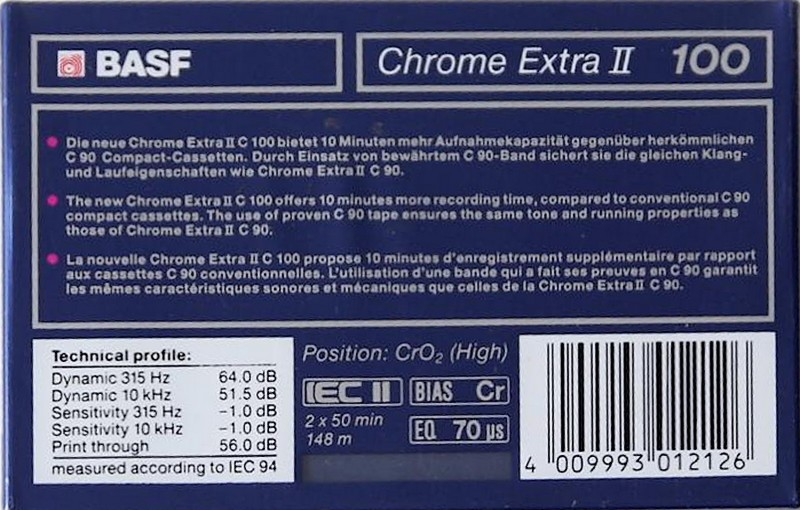 BASF
Chrome Extra II 100
Die neue Chrome Extra II C 100 bietet 10 Minuten mehr Aufnahmekapazität gegenüber herkömmlichen
C 90 Compact-Cassetten. Durch Einsatz von bewährtem C 90-Band sichert sie die gleichen Klang-
und Laufeigenschaften wie Chrome Extra II C 90.
The new Chrome Extra II C 100 offers 10 minutes more recording time, compared to conventional C 90
compact cassettes. The use of proven C 90 tape ensures the same tone and running properties as
those of Chrome Extra II C 90.
La nouvelle Chrome Extra II C 100 propose 10 minutes d'enregistrement supplémentaire par rapport
aux cassettes C 90 conventionnelles. L'utilisation d'une bande qui a fait ses preuves en C 90 garantit
les mêmes caractéristiques sonores et mécaniques que celles de la Chrome Extra II C 90.
Technical profile:
Dynamic 315 Hz 64.0 dB
Dynamic 10 kHz 51.5 dB
Sensitivity 315 Hz -1.0 dB
Sensitivity 10 kHz -1.0 dB
Print through 56.0 dB
measured according to IEC 94
Position: CrO₂ (High)
IEC II BIAS Cr
2 x 50 min
148 m
EQ 70 µs
4 009993 012126